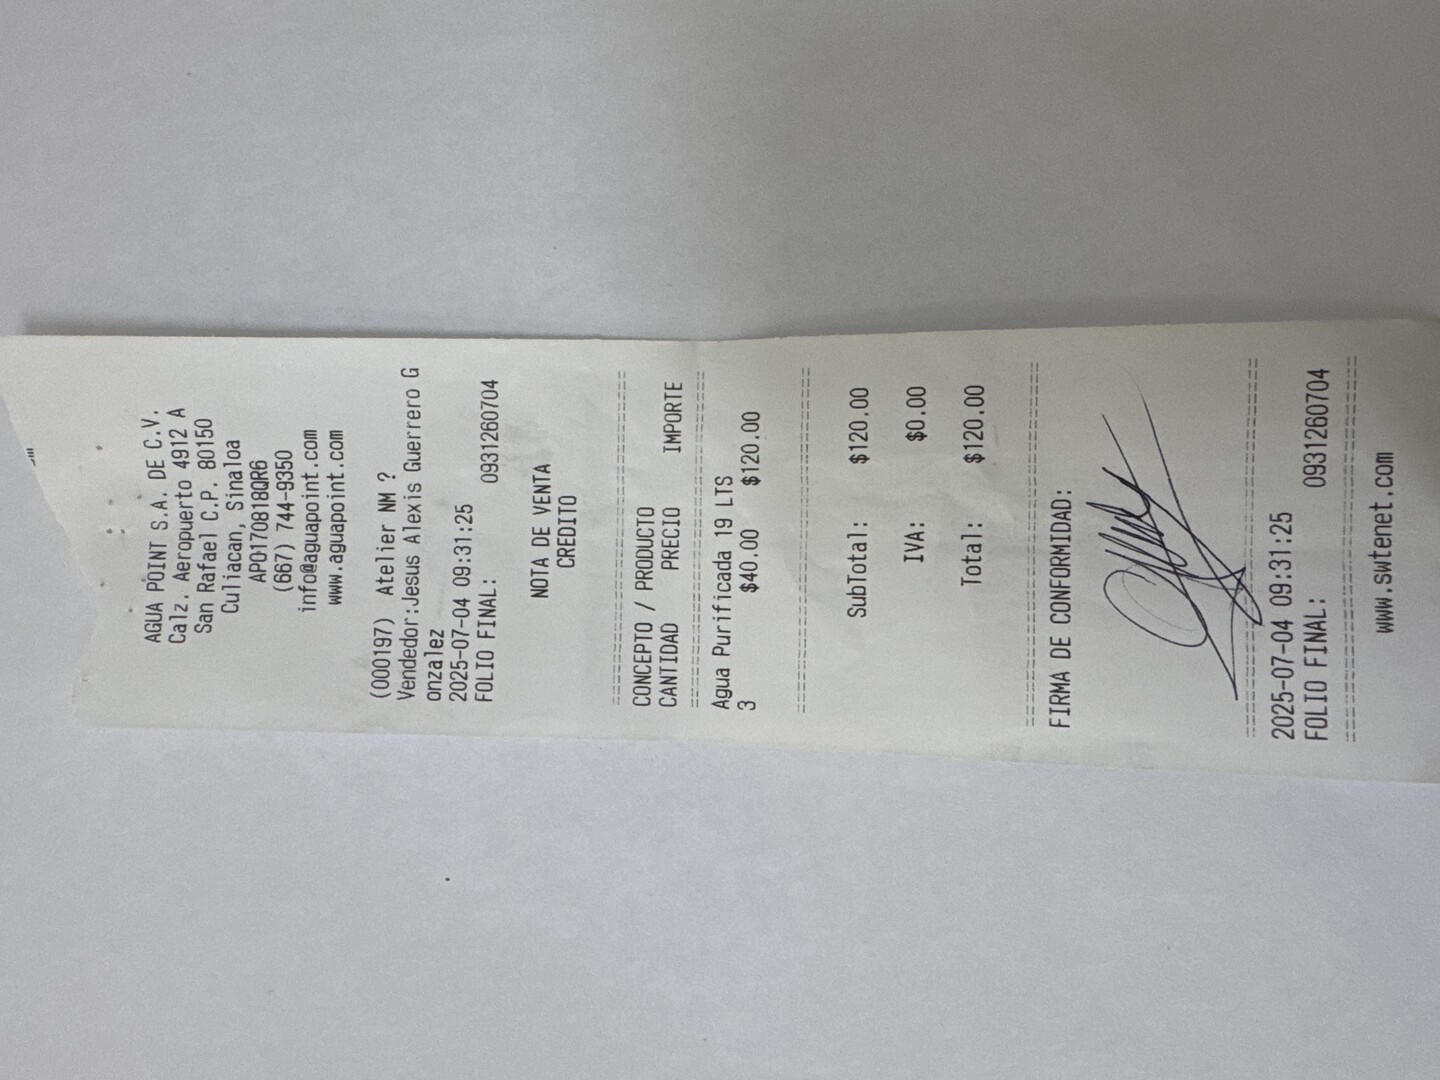 AGUA POINT S.A. DE C.V.
Calz. Aeropuerto 4912 A
San Rafael C.P. 80150
Culiacan, Sinaloa
APO170818QR6
(667) 744-9350
info@aguapoint.com
www.aguapoint.com
(000197) Atelier NM ?
Vendedor:Jesus Alexis Guerrero G
onzalez
2025-07-04 09:31:25
FOLIO FINAL: 0931260704
NOTA DE VENTA
CREDITO
================================
CONCEPTO / PRODUCTO
CANTIDAD PRECIO IMPORTE
================================
Agua Purificada 19 LTS
3 $40.00 $120.00
================================
SubTotal: $120.00
IVA: $0.00
Total: $120.00
================================
FIRMA DE CONFORMIDAD:
================================
2025-07-04 09:31:25
FOLIO FINAL: 0931260704
================================
www.swtenet.com